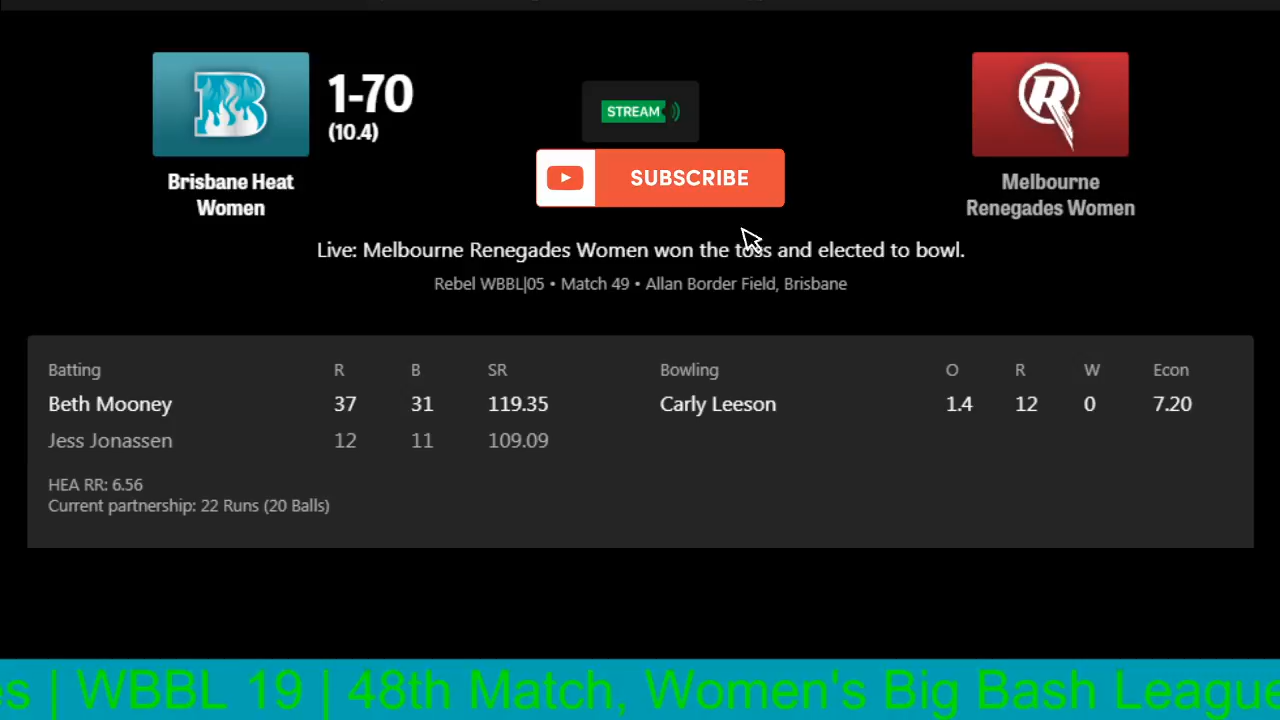 1-70
(10.4)
STREAM
SUBSCRIBE
Brisbane Heat
Women
Melbourne
Renegades Women
Live: Melbourne Renegades Women won the toss and elected to bowl.
Rebel WBBL|05 • Match 49 • Allan Border Field, Brisbane
Batting R B SR Bowling O R W Econ
Beth Mooney 37 31 119.35 Carly Leeson 1.4 12 0 7.20
Jess Jonassen 12 11 109.09
HEA RR: 6.56
Current partnership: 22 Runs (20 Balls)
es | WBBL 19 | 48th Match, Women's Big Bash League